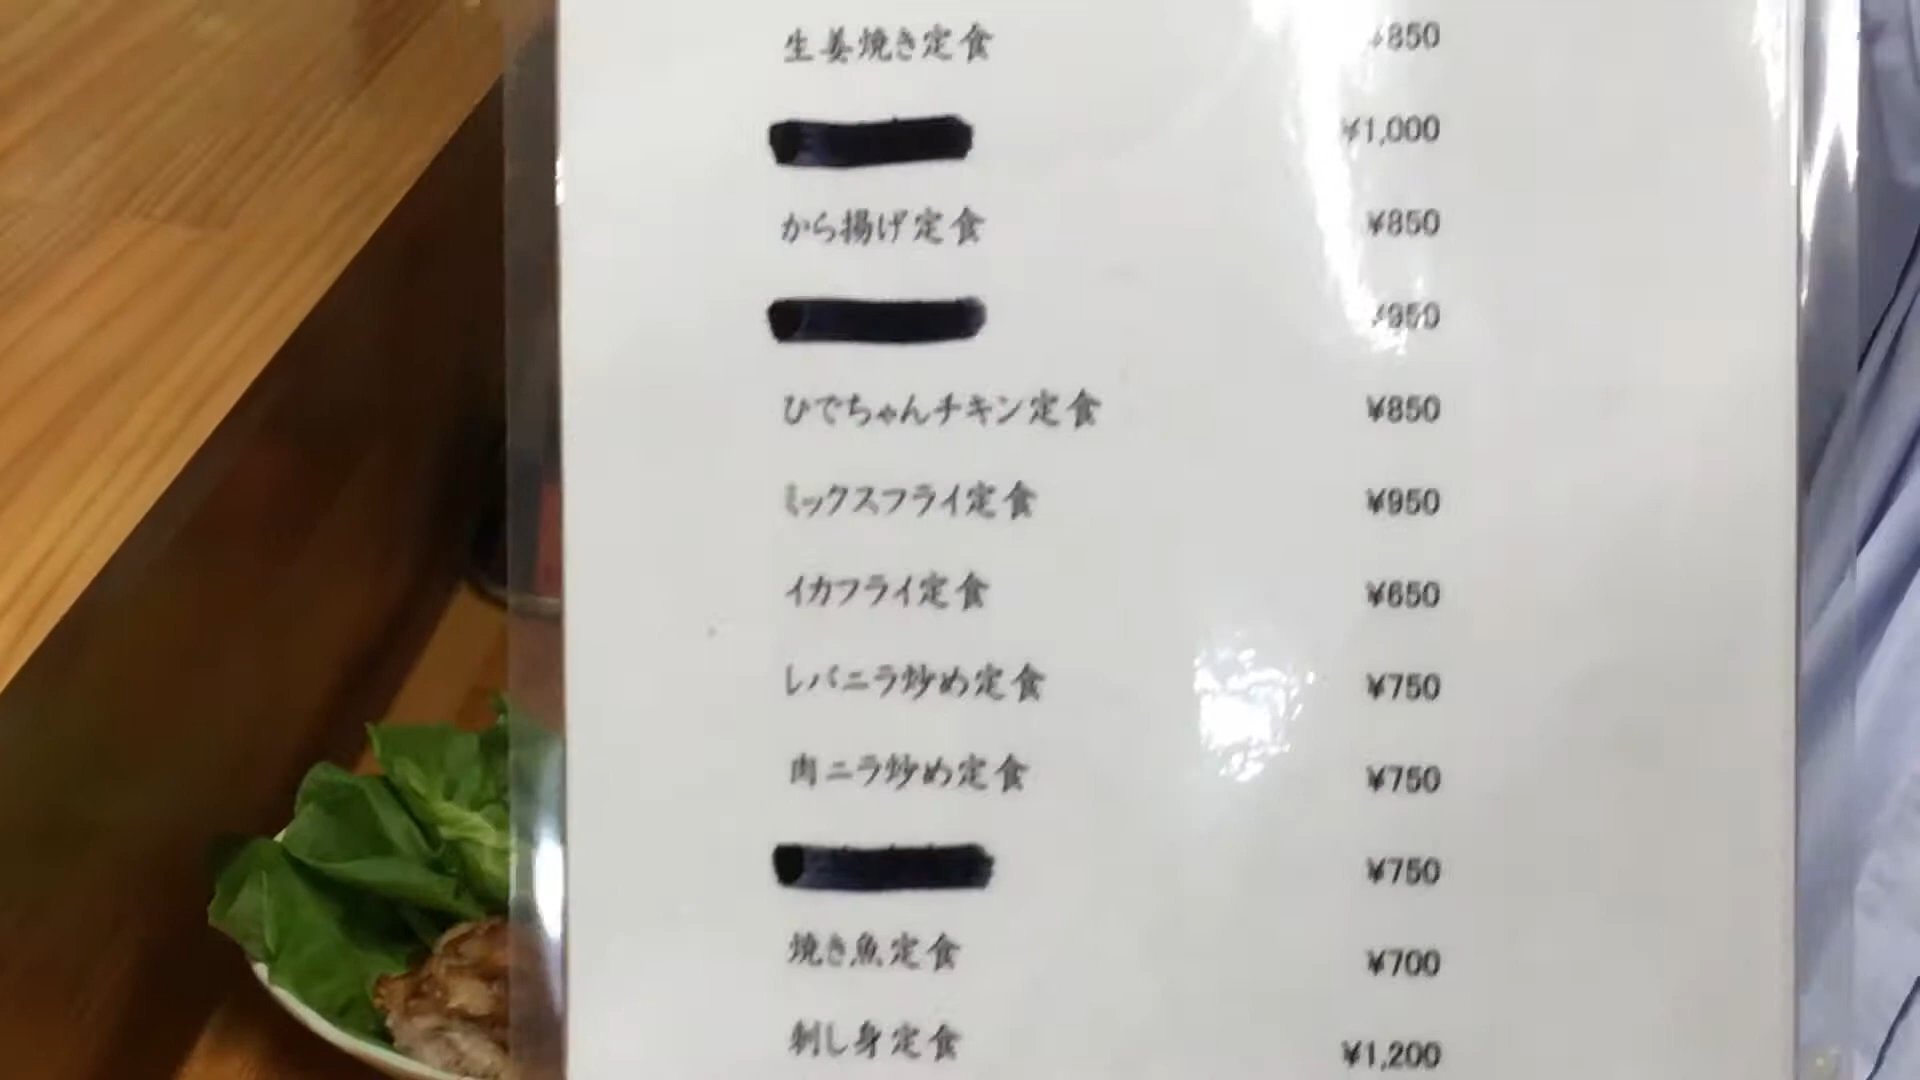 生姜焼き定食 ¥850
¥1,000
から揚げ定食 ¥850
¥950
ひでちゃんチキン定食 ¥850
ミックスフライ定食 ¥950
イカフライ定食 ¥650
レバニラ炒め定食 ¥750
肉ニラ炒め定食 ¥750
¥750
焼き魚定食 ¥700
刺し身定食 ¥1,200